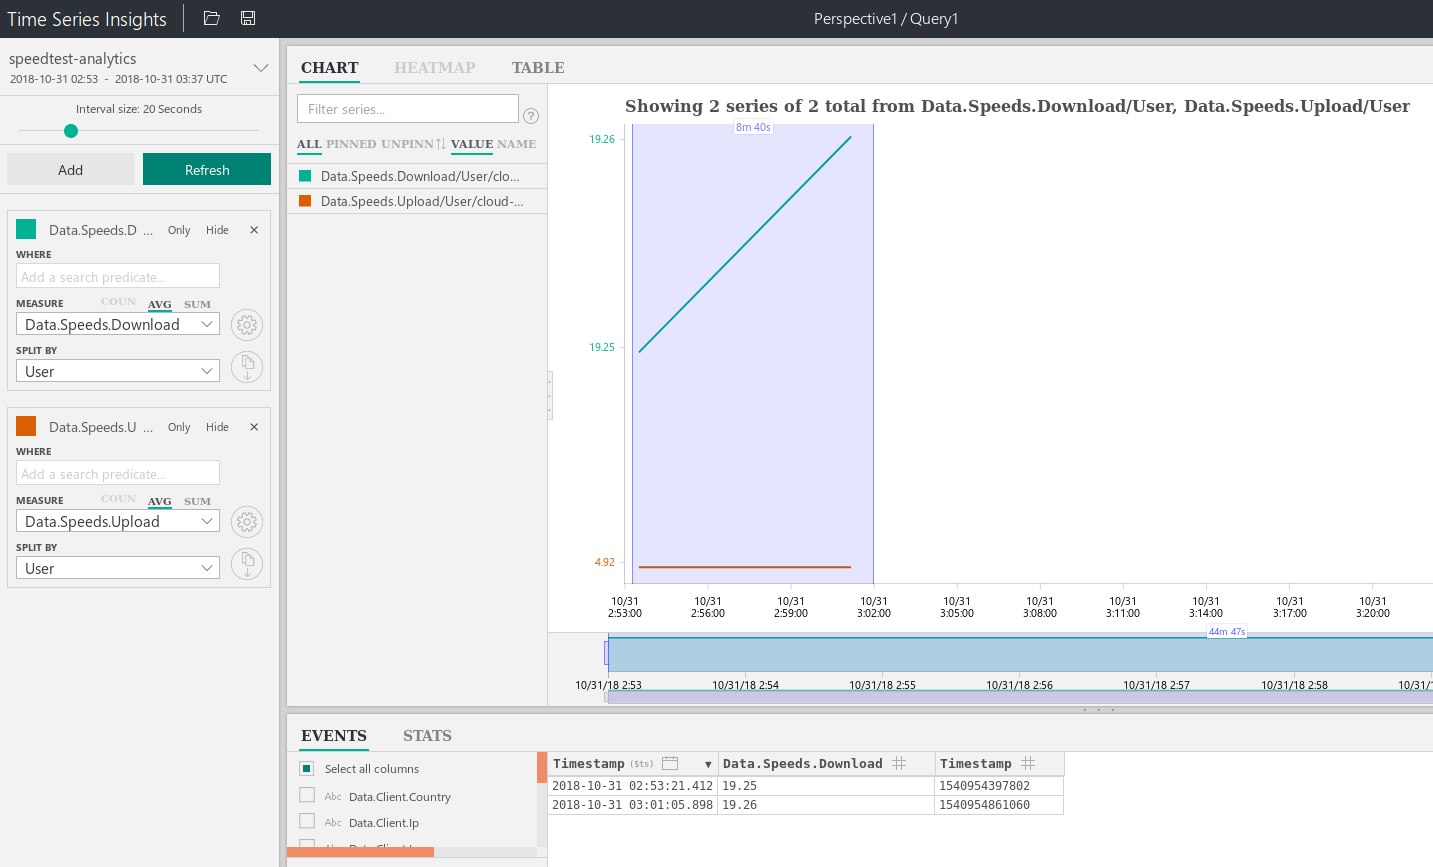 Time Series Insights
Perspective1 / Query1
speedtest-analytics
2018-10-31 02:53 - 2018-10-31 03:37 UTC
Interval size: 20 Seconds
Add
Refresh
Data.Speeds.D ...
Only
Hide
×
WHERE
Add a search predicate...
MEASURE
COUN
AVG
SUM
Data.Speeds.Download
SPLIT BY
User
Data.Speeds.U ...
Only
Hide
×
WHERE
Add a search predicate...
MEASURE
COUN
AVG
SUM
Data.Speeds.Upload
SPLIT BY
User
CHART
HEATMAP
TABLE
Filter series...
?
ALL PINNED UNPINN VALUE NAME
Data.Speeds.Download/User/clo...
Data.Speeds.Upload/User/cloud-...
Showing 2 series of 2 total from Data.Speeds.Download/User, Data.Speeds.Upload/User
8m 40s
19.26
19.25
4.92
10/31 10/31 10/31 10/31 10/31 10/31 10/31 10/31 10/31 10/31
2:53:00 2:56:00 2:59:00 3:02:00 3:05:00 3:08:00 3:11:00 3:14:00 3:17:00 3:20:00
44m 47s
10/31/18 2:53 10/31/18 2:54 10/31/18 2:55 10/31/18 2:56 10/31/18 2:57 10/31/18 2:58 10/31/1
EVENTS
STATS
Select all columns
Abc Data.Client.Country
Abc Data.Client.Ip
Timestamp ($ts) ▼ Data.Speeds.Download Timestamp
2018-10-31 02:53:21.412 19.25 1540954397802
2018-10-31 03:01:05.898 19.26 1540954861060